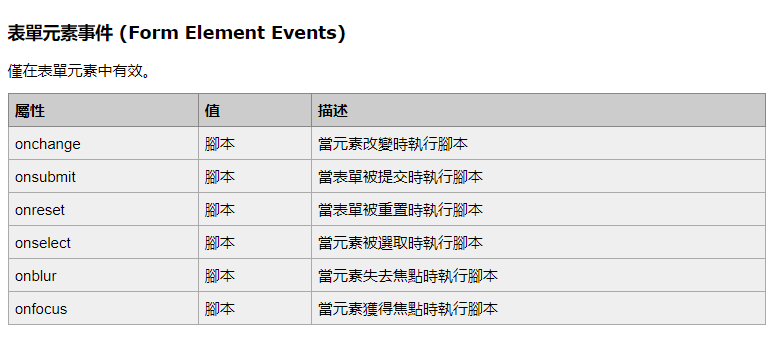 表單元素事件 (Form Element Events)
僅在表單元素中有效。
屬性 值 描述
onchange 腳本 當元素改變時執行腳本
onsubmit 腳本 當表單被提交時執行腳本
onreset 腳本 當表單被重置時執行腳本
onselect 腳本 當元素被選取時執行腳本
onblur 腳本 當元素失去焦點時執行腳本
onfocus 腳本 當元素獲得焦點時執行腳本